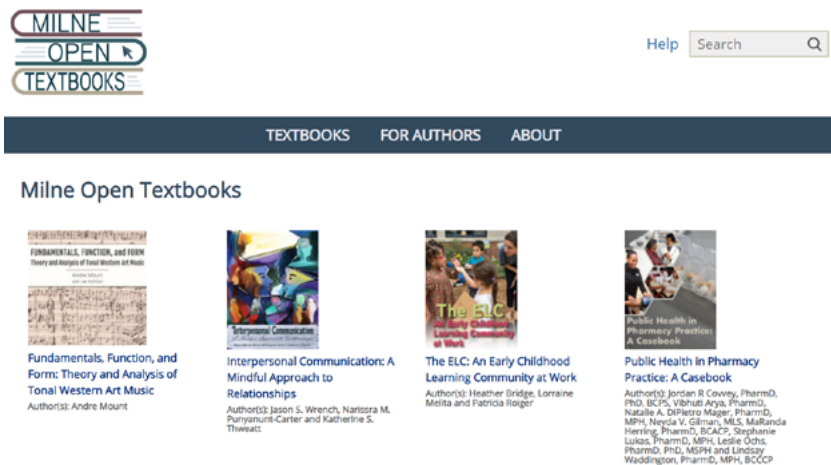 MILNE
OPEN
TEXTBOOKS
Help
Search
TEXTBOOKS FOR AUTHORS ABOUT
Milne Open Textbooks
FUNDAMENTALS, FUNCTION, and FORM
Theory and Analysis of Tonal Western Art Music
Andre Mount
Fundamentals, Function, and
Form: Theory and Analysis of
Tonal Western Art Music
Author(s): Andre Mount
Interpersonal Communication
Interpersonal Communication: A
Mindful Approach to
Relationships
Author(s): Jason S. Wrench, Narissra M.
Punyanunt-Carter and Katherine S.
Thweatt
The ELC:
An Early Childhood
Learning Community
at Work
The ELC: An Early Childhood
Learning Community at Work
Author(s): Heather Bridge, Lorraine
Melita and Patricia Roiger
Public Health in
Pharmacy Practice:
A Casebook
Public Health in Pharmacy
Practice: A Casebook
Author(s): Jordan R Covvey, PharmD,
PhD, BCPS, Vibhuti Arya, PharmD,
Natalie A. DiPietro Mager, PharmD,
MPH, Neyda V. Gilman, MLS, MaRanda
Herring, PharmD, BCACP, Stephanie
Lukas, PharmD, MPH, Leslie Ochs,
PharmD, PhD, MSPH and Lindsay
Waddington, PharmD, MPH, BCCCP